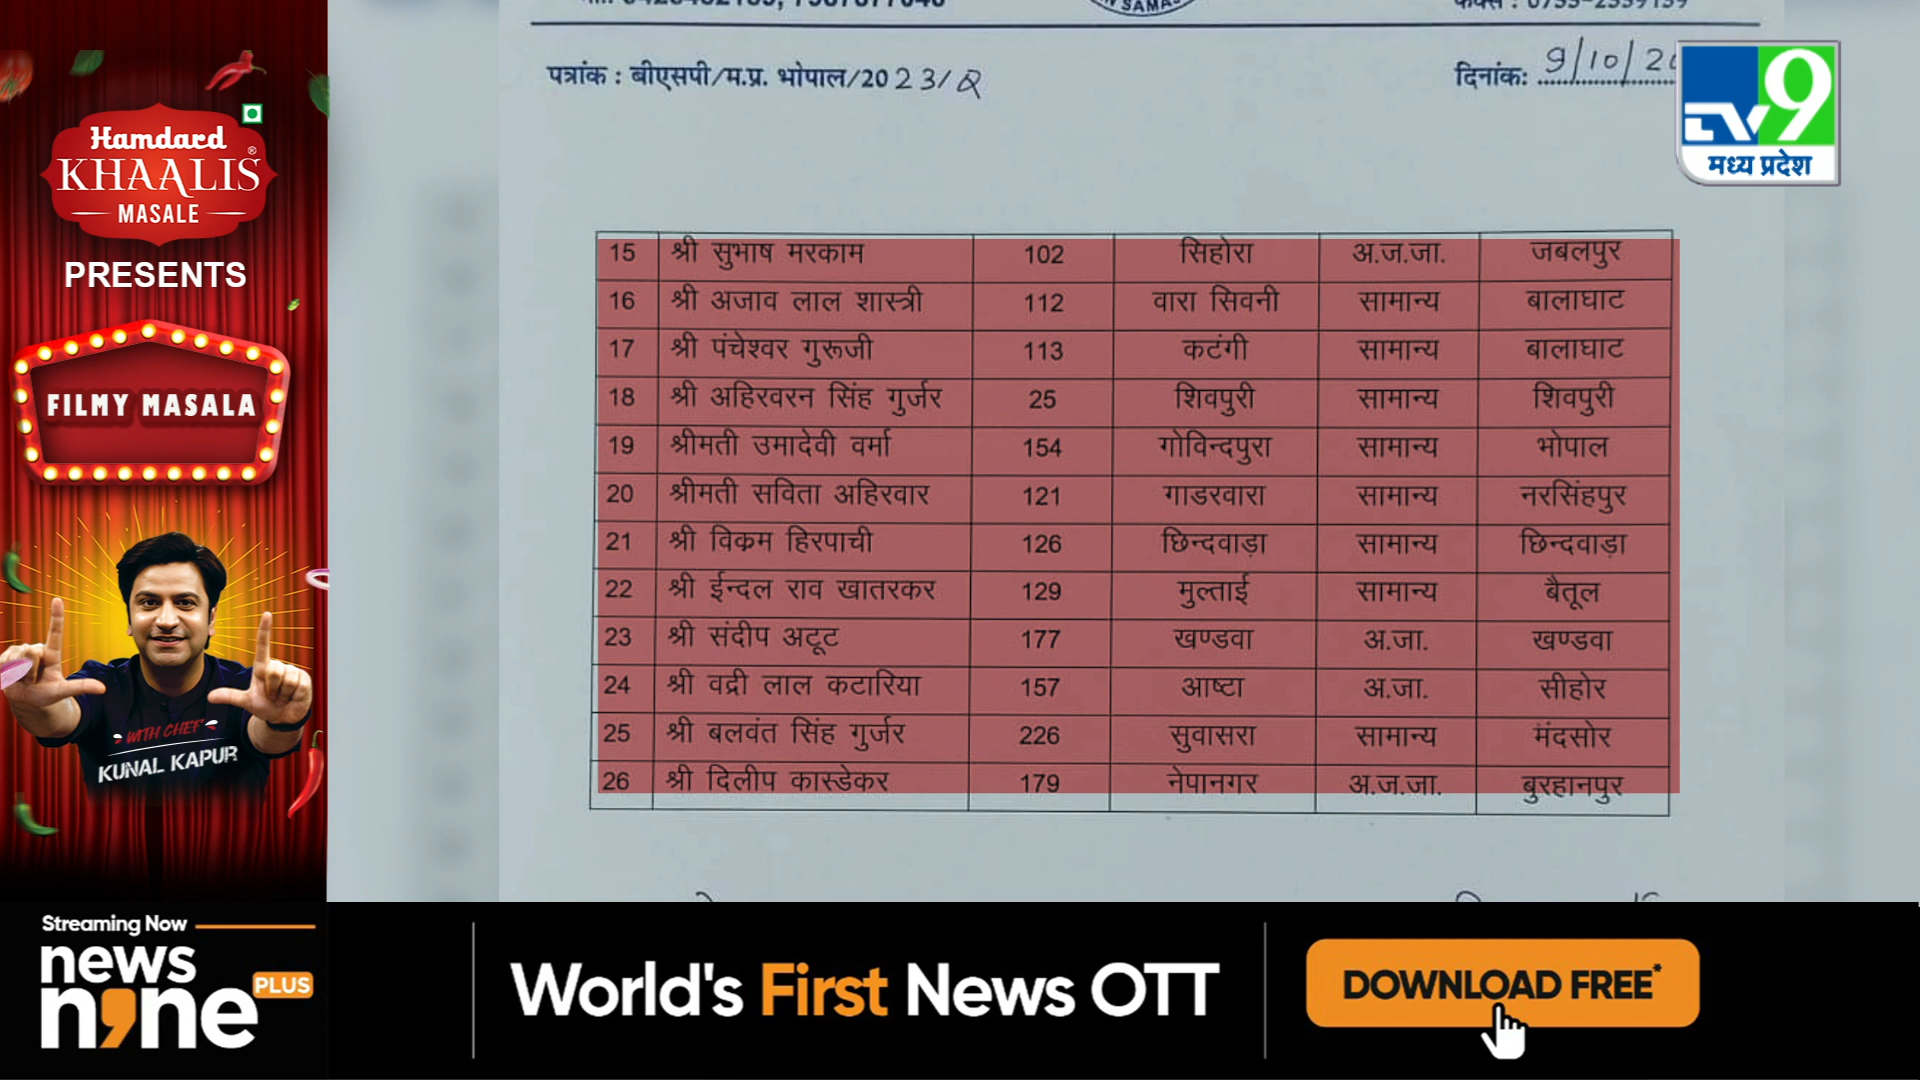 SAMAJ
पत्रांक : बीएसपी/म.प्र. भोपाल/2023/Q
दिनांक: 9/10/20
TV9
मध्य प्रदेश
Hamdard
KHAALIS®
MASALE
PRESENTS
FILMY MASALA
WITH CHEF
KUNAL KAPUR
15 श्री सुभाष मरकाम 102 सिहोरा अ.ज.जा. जबलपुर
16 श्री अजाव लाल शास्त्री 112 वारा सिवनी सामान्य बालाघाट
17 श्री पंचेश्वर गुरूजी 113 कटंगी सामान्य बालाघाट
18 श्री अहिरवरन सिंह गुर्जर 25 शिवपुरी सामान्य शिवपुरी
19 श्रीमती उमादेवी वर्मा 154 गोविन्दपुरा सामान्य भोपाल
20 श्रीमती सविता अहिरवार 121 गाडरवारा सामान्य नरसिंहपुर
21 श्री विक्रम हिरपाची 126 छिन्दवाड़ा सामान्य छिन्दवाड़ा
22 श्री ईन्दल राव खातरकर 129 मुल्ताई सामान्य बैतूल
23 श्री संदीप अटूट 177 खण्डवा अ.जा. खण्डवा
24 श्री वद्री लाल कटारिया 157 आष्टा अ.जा. सीहोर
25 श्री बलवंत सिंह गुर्जर 226 सुवासरा सामान्य मंदसोर
26 श्री दिलीप कास्डेकर 179 नेपानगर अ.ज.जा. बुरहानपुर
Streaming Now
news
nine PLUS
World's First News OTT
DOWNLOAD FREE*